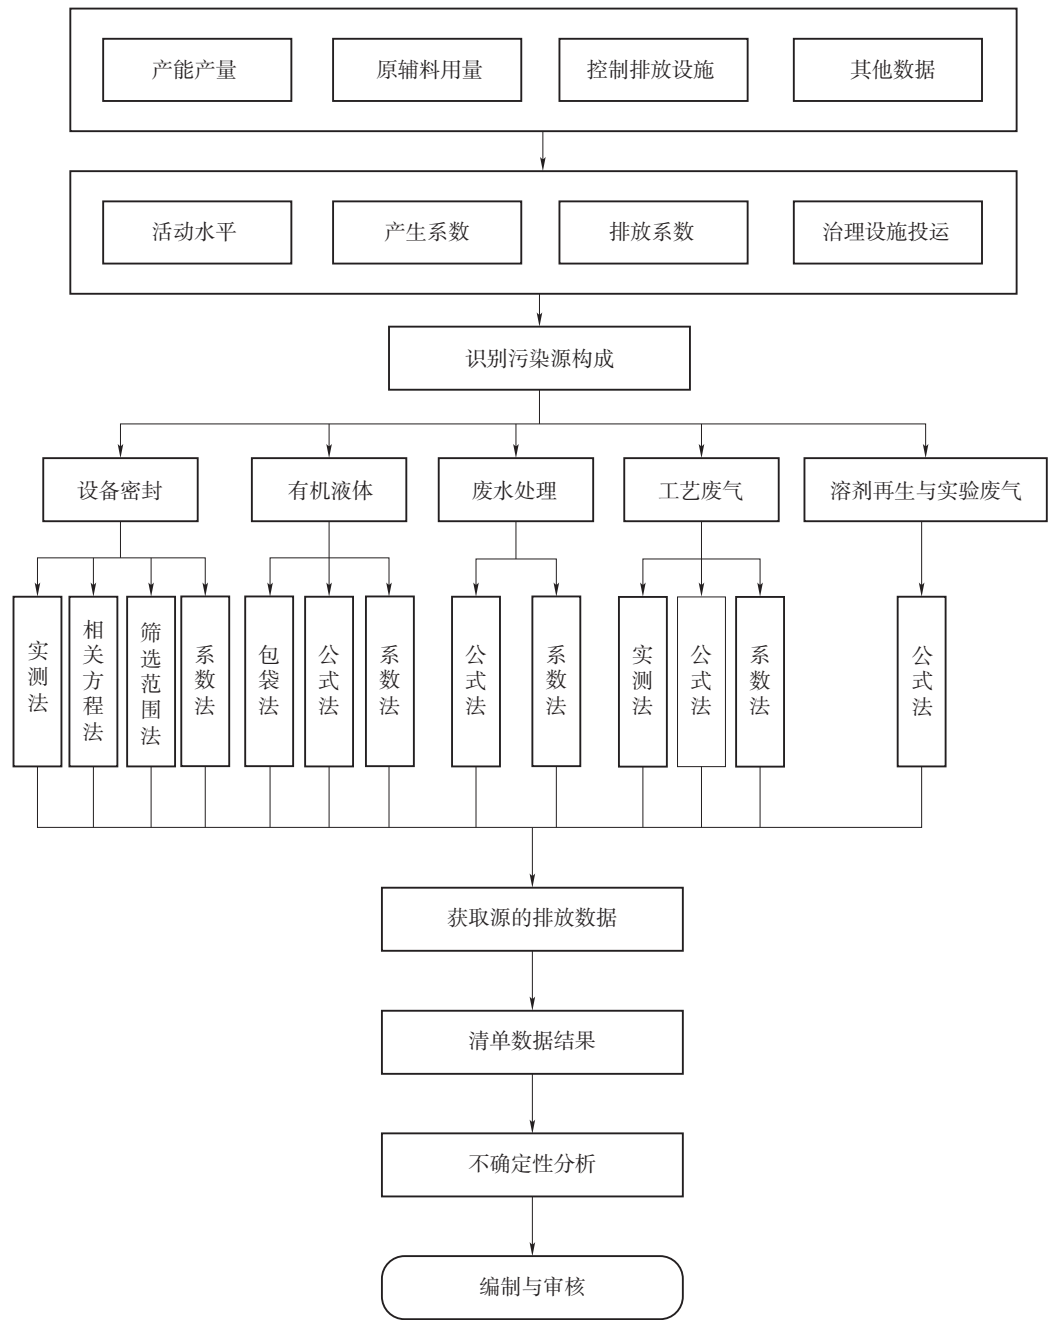 产能产量
原辅料用量
控制排放设施
其他数据
活动水平
产生系数
排放系数
治理设施投运
识别污染源构成
设备密封
有机液体
废水处理
工艺废气
溶剂再生与实验废气
实测法
相关方程法
筛选范围法
系数法
包袋法
公式法
系数法
公式法
系数法
实测法
公式法
系数法
公式法
获取源的排放数据
清单数据结果
不确定性分析
编制与审核